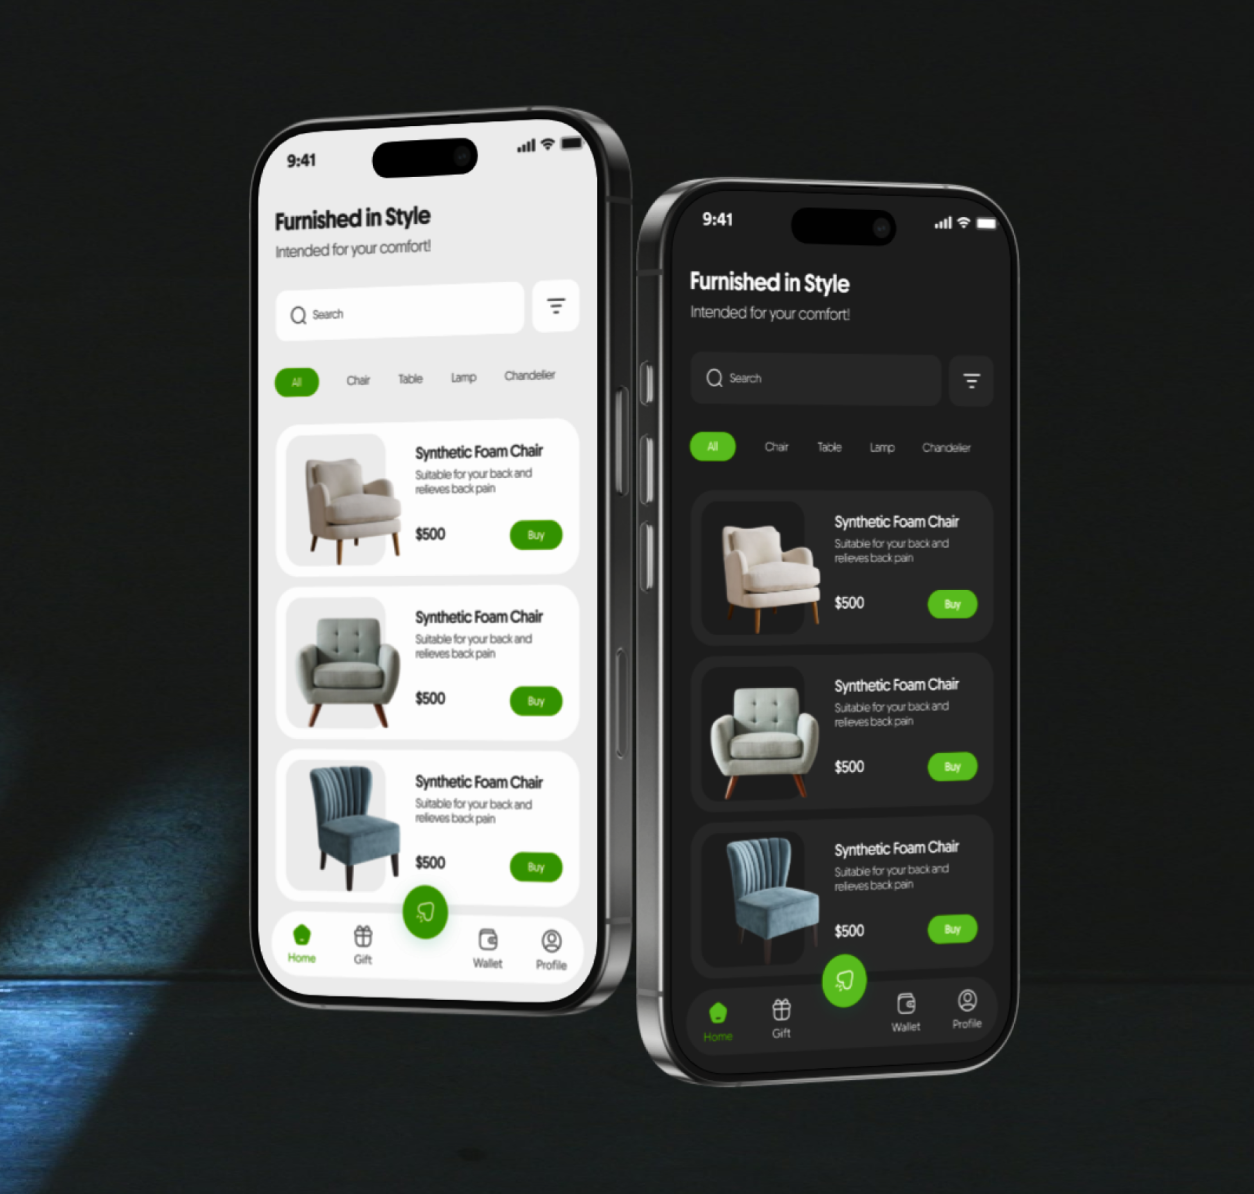 9:41
Furnished in Style
Intended for your comfort!
Search
All Chair Table Lamp Chandelier
Synthetic Foam Chair
Suitable for your back and
relieves back pain
$500 Buy
Synthetic Foam Chair
Suitable for your back and
relieves back pain
$500 Buy
Synthetic Foam Chair
Suitable for your back and
relieves back pain
$500 Buy
Home Gift Wallet Profile
9:41
Furnished in Style
Intended for your comfort!
Search
All Chair Table Lamp Chandelier
Synthetic Foam Chair
Suitable for your back and
relieves back pain
$500 Buy
Synthetic Foam Chair
Suitable for your back and
relieves back pain
$500 Buy
Synthetic Foam Chair
Suitable for your back and
relieves back pain
$500 Buy
Home Gift Wallet Profile